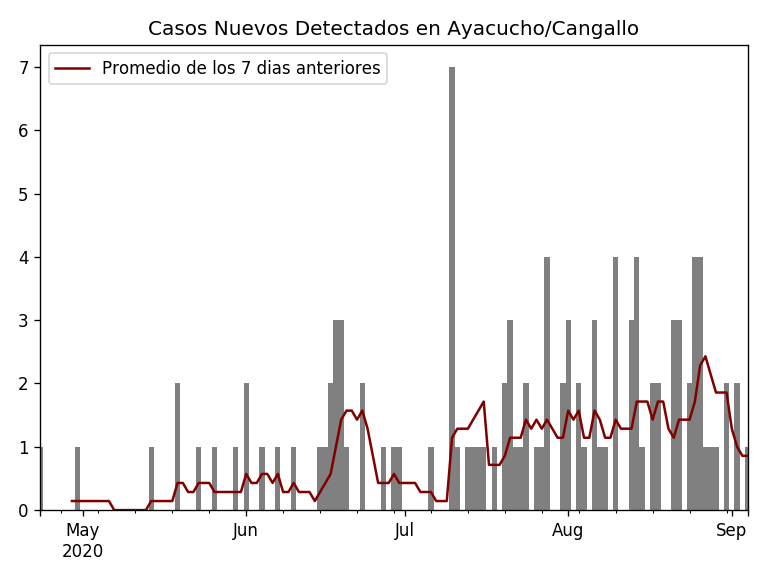 Casos Nuevos Detectados en Ayacucho/Cangallo
Promedio de los 7 dias anteriores
7
6
5
4
3
2
1
0
May
2020
Jun
Jul
Aug
Sep